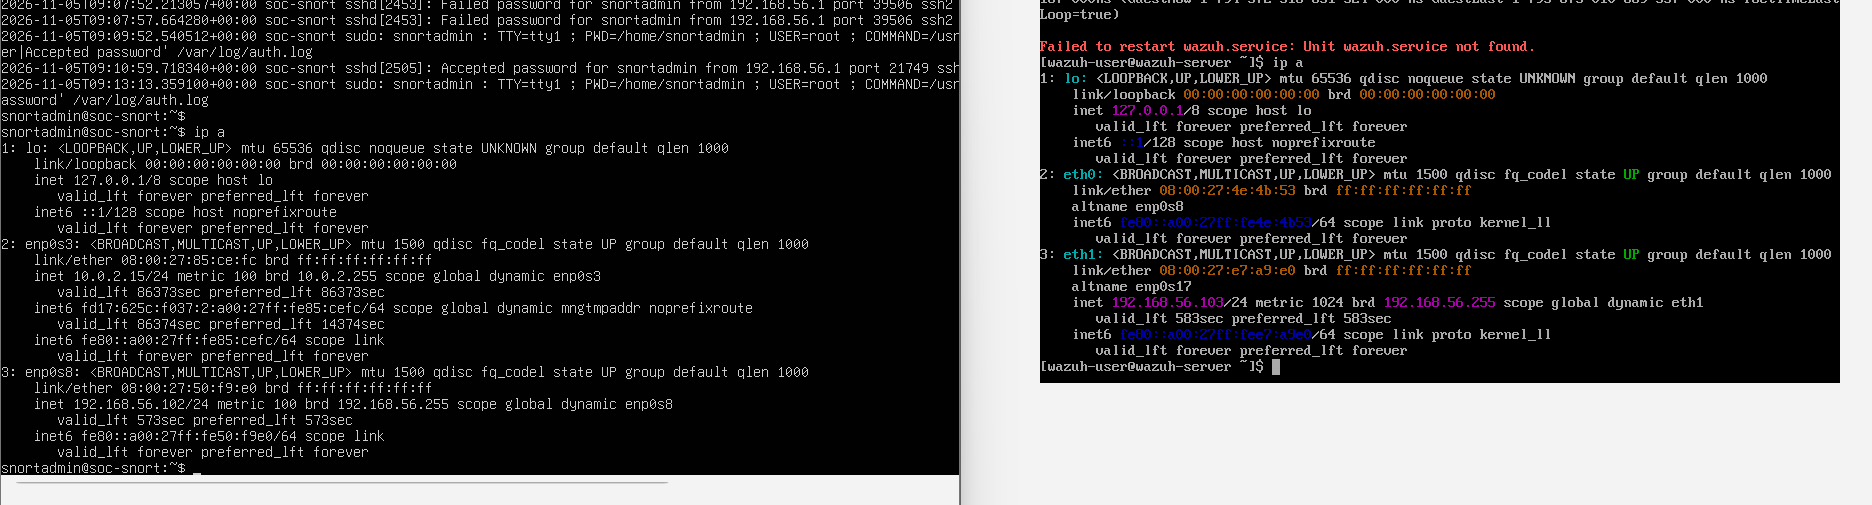 2026-11-05T09:07:52.213057+00:00 soc-snort sshd[2453]: Failed password for snortadmin from 192.168.56.1 port 39506 ssh2
2026-11-05T09:07:57.664280+00:00 soc-snort sshd[2453]: Failed password for snortadmin from 192.168.56.1 port 39506 ssh2
2026-11-05T09:09:52.540512+00:00 soc-snort sudo: snortadmin : TTY=tty1 ; PWD=/home/snortadmin ; USER=root ; COMMAND=/usr
er|Accepted password' /var/log/auth.log
2026-11-05T09:10:59.718340+00:00 soc-snort sshd[2505]: Accepted password for snortadmin from 192.168.56.1 port 21749 ssh
2026-11-05T09:13:13.359100+00:00 soc-snort sudo: snortadmin : TTY=tty1 ; PWD=/home/snortadmin ; USER=root ; COMMAND=/usr
assword' /var/log/auth.log
snortadmin@soc-snort:~$
snortadmin@soc-snort:~$ ip a
1: lo: <LOOPBACK,UP,LOWER_UP> mtu 65536 qdisc noqueue state UNKNOWN group default qlen 1000
link/loopback 00:00:00:00:00:00 brd 00:00:00:00:00:00
inet 127.0.0.1/8 scope host lo
valid_lft forever preferred_lft forever
inet6 ::1/128 scope host noprefixroute
valid_lft forever preferred_lft forever
2: enp0s3: <BROADCAST,MULTICAST,UP,LOWER_UP> mtu 1500 qdisc fq_codel state UP group default qlen 1000
link/ether 08:00:27:85:ce:fc brd ff:ff:ff:ff:ff:ff
inet 10.0.2.15/24 metric 100 brd 10.0.2.255 scope global dynamic enp0s3
valid_lft 86373sec preferred_lft 86373sec
inet6 fd17:625c:f037:2:a00:27ff:fe85:cefc/64 scope global dynamic mngtmpaddr noprefixroute
valid_lft 86374sec preferred_lft 14374sec
inet6 fe80::a00:27ff:fe85:cefc/64 scope link
valid_lft forever preferred_lft forever
3: enp0s8: <BROADCAST,MULTICAST,UP,LOWER_UP> mtu 1500 qdisc fq_codel state UP group default qlen 1000
link/ether 08:00:27:50:f9:e0 brd ff:ff:ff:ff:ff:ff
inet 192.168.56.102/24 metric 100 brd 192.168.56.255 scope global dynamic enp0s8
valid_lft 573sec preferred_lft 573sec
inet6 fe80::a00:27ff:fe50:f9e0/64 scope link
valid_lft forever preferred_lft forever
snortadmin@soc-snort:~$ _
Loop=true)
Failed to restart wazuh.service: Unit wazuh.service not found.
[wazuh-user@wazuh-server ~]$ ip a
1: lo: <LOOPBACK,UP,LOWER_UP> mtu 65536 qdisc noqueue state UNKNOWN group default qlen 1000
link/loopback 00:00:00:00:00:00 brd 00:00:00:00:00:00
inet 127.0.0.1/8 scope host lo
valid_lft forever preferred_lft forever
inet6 ::1/128 scope host noprefixroute
valid_lft forever preferred_lft forever
2: eth0: <BROADCAST,MULTICAST,UP,LOWER_UP> mtu 1500 qdisc fq_codel state UP group default qlen 1000
link/ether 08:00:27:4e:4b:53 brd ff:ff:ff:ff:ff:ff
altname enp0s8
inet6 fe80::a00:27ff:fe4e:4b53/64 scope link proto kernel_ll
valid_lft forever preferred_lft forever
3: eth1: <BROADCAST,MULTICAST,UP,LOWER_UP> mtu 1500 qdisc fq_codel state UP group default qlen 1000
link/ether 08:00:27:e7:a9:e0 brd ff:ff:ff:ff:ff:ff
altname enp0s17
inet 192.168.56.103/24 metric 1024 brd 192.168.56.255 scope global dynamic eth1
valid_lft 583sec preferred_lft 583sec
inet6 fe80::a00:27ff:fee7:a9e0/64 scope link proto kernel_ll
valid_lft forever preferred_lft forever
[wazuh-user@wazuh-server ~]$